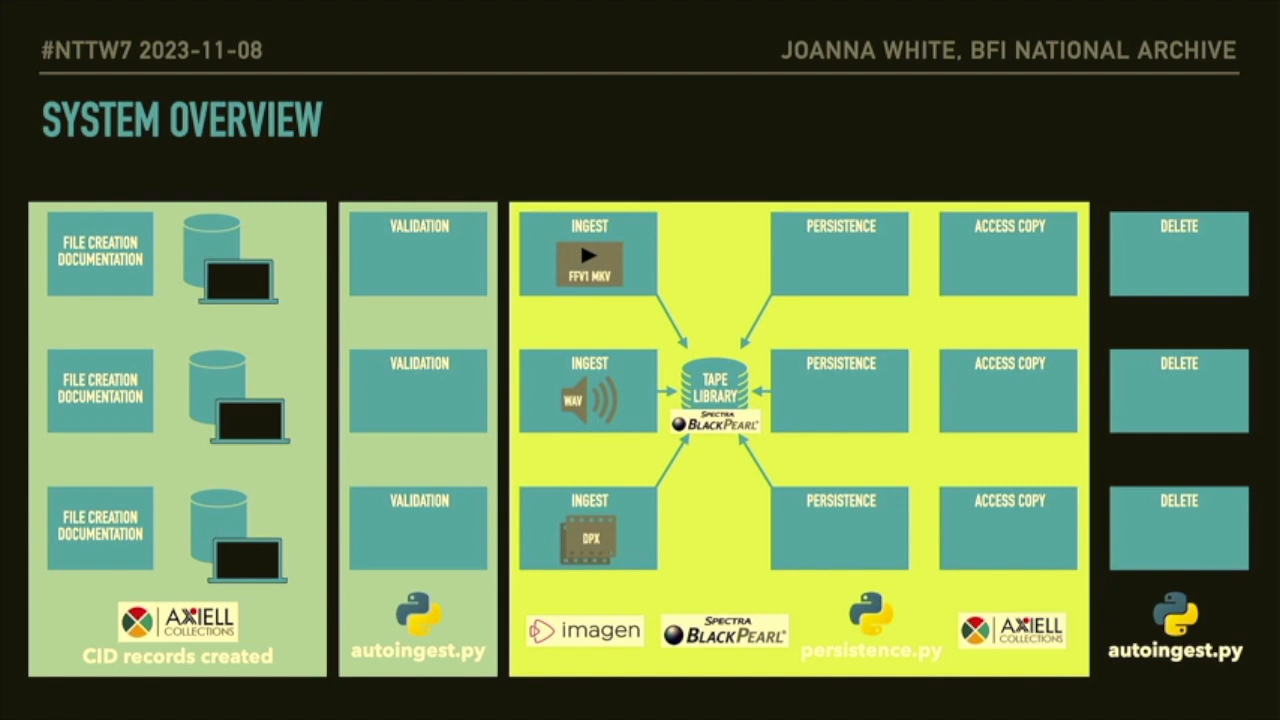 #NTTW7 2023-11-08
JOANNA WHITE, BFI NATIONAL ARCHIVE
SYSTEM OVERVIEW
FILE CREATION
DOCUMENTATION
VALIDATION
INGEST
FFV1 MKV
PERSISTENCE
ACCESS COPY
DELETE
FILE CREATION
DOCUMENTATION
VALIDATION
INGEST
WAV
TAPE
LIBRARY
SPECTRA
BLACKPEARL
PERSISTENCE
ACCESS COPY
DELETE
FILE CREATION
DOCUMENTATION
VALIDATION
INGEST
DPX
PERSISTENCE
ACCESS COPY
DELETE
AXIELL
COLLECTIONS
CID records created
autoingest.py
imagen
SPECTRA
BLACKPEARL
persistence.py
AXIELL
COLLECTIONS
autoingest.py